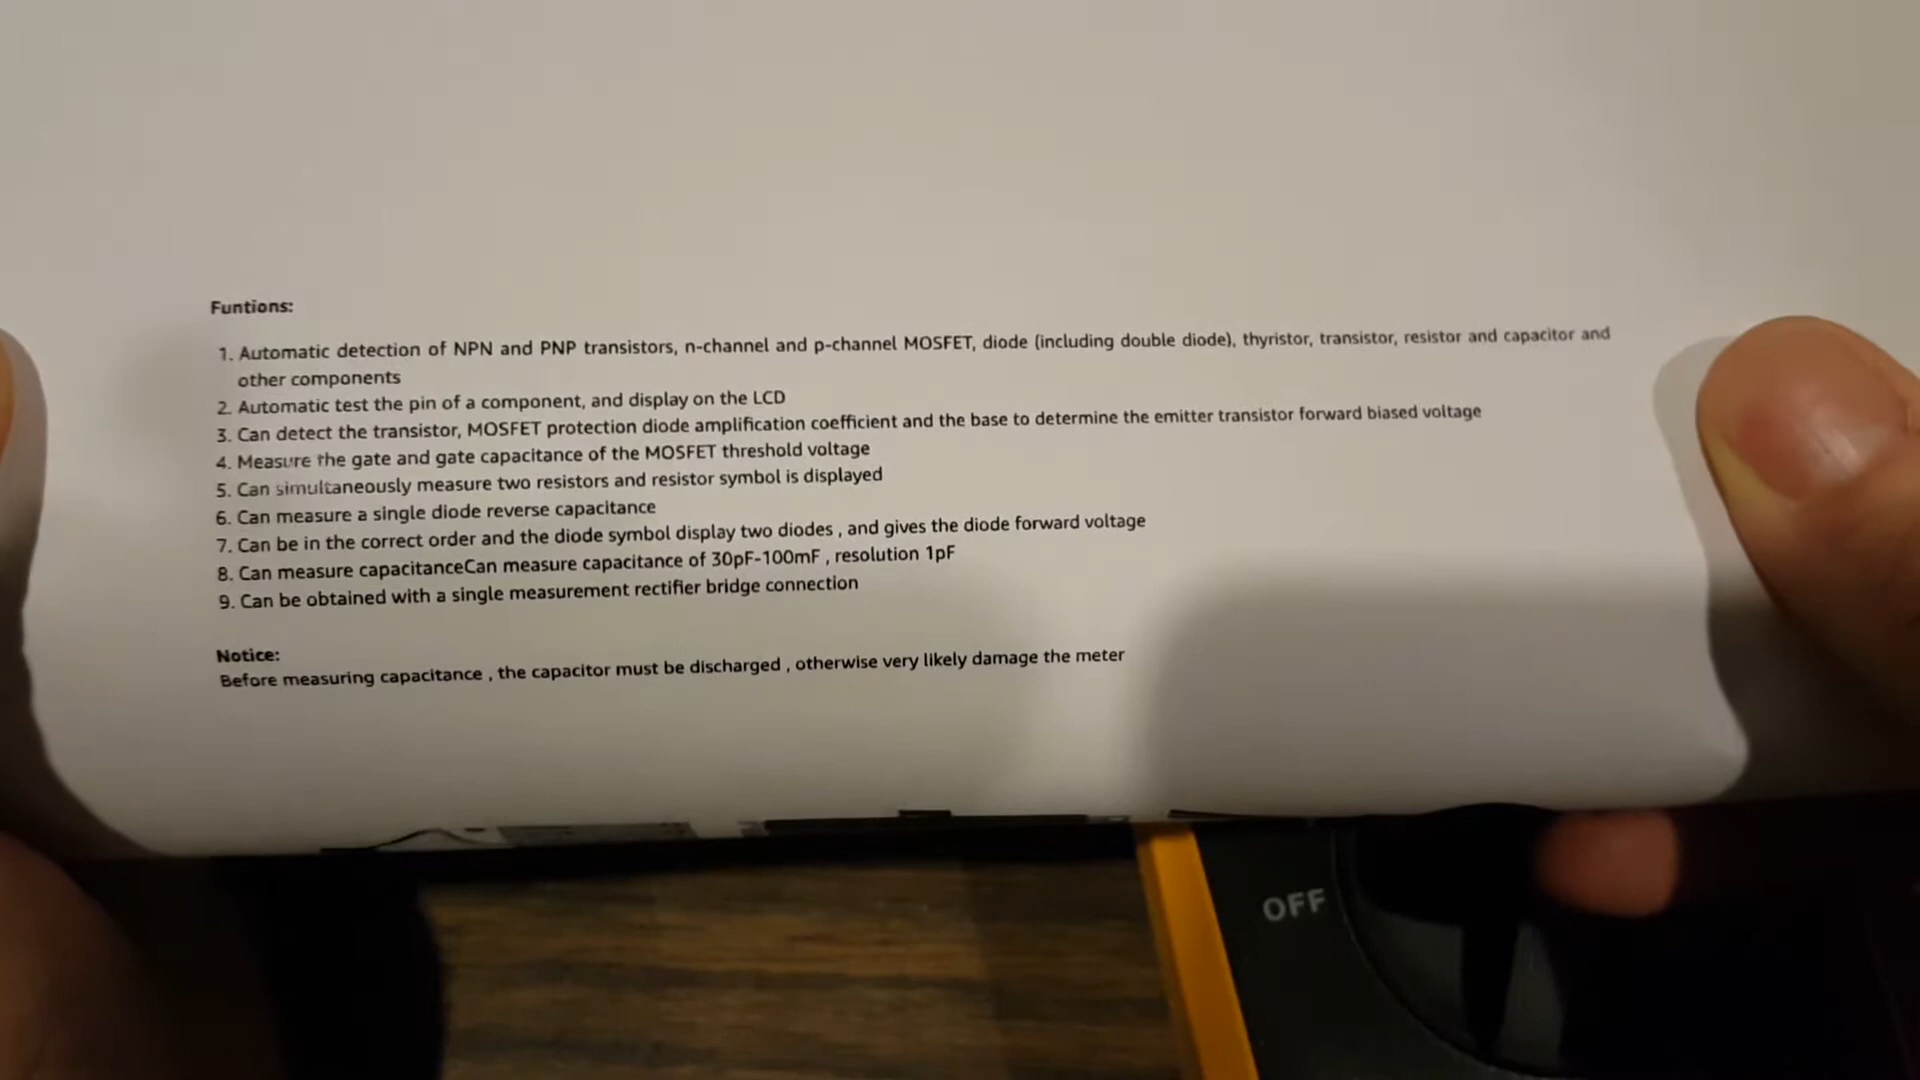 Funtions:
1. Automatic detection of NPN and PNP transistors, n-channel and p-channel MOSFET, diode (including double diode), thyristor, transistor, resistor and capacitor and
other components
2. Automatic test the pin of a component, and display on the LCD
3. Can detect the transistor, MOSFET protection diode amplification coefficient and the base to determine the emitter transistor forward biased voltage
4. Measure the gate and gate capacitance of the MOSFET threshold voltage
5. Can simultaneously measure two resistors and resistor symbol is displayed
6. Can measure a single diode reverse capacitance
7. Can be in the correct order and the diode symbol display two diodes , and gives the diode forward voltage
8. Can measure capacitanceCan measure capacitance of 30pF-100mF , resolution 1pF
9. Can be obtained with a single measurement rectifier bridge connection
Notice:
Before measuring capacitance , the capacitor must be discharged , otherwise very likely damage the meter
OFF